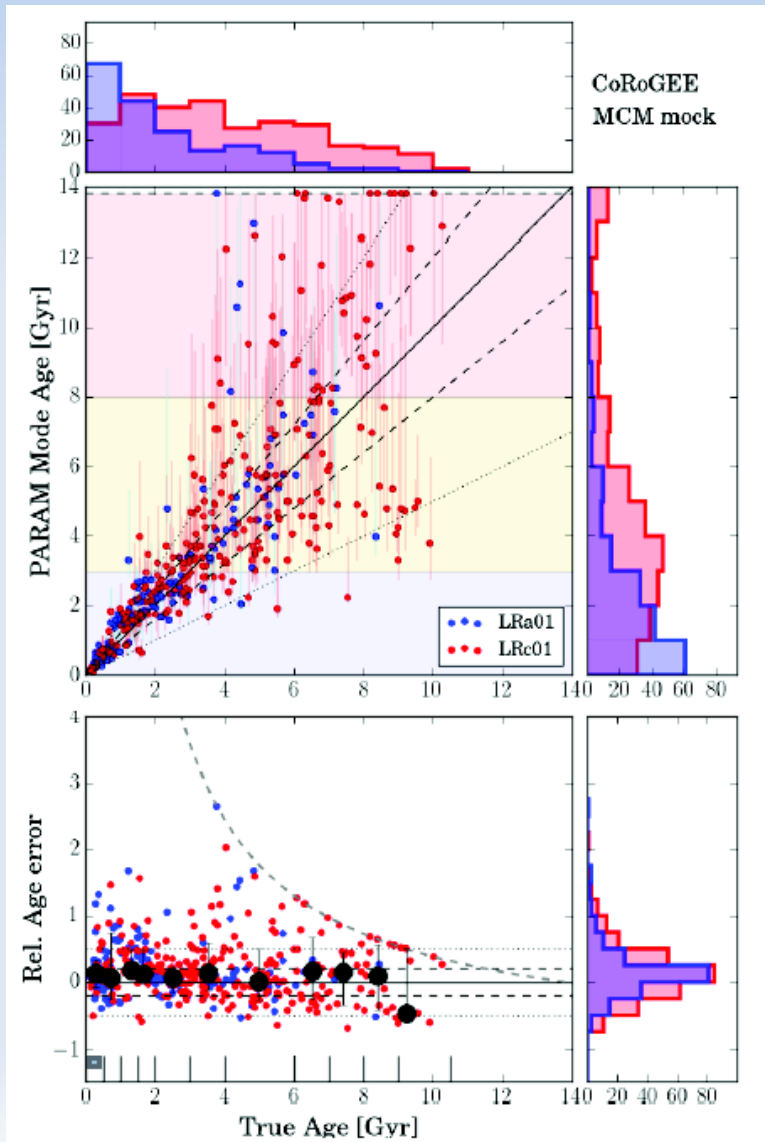 80
60
40
20
0
CoRoGEE
MCM mock
14
12
10
8
6
4
2
0
PARAM Mode Age [Gyr]
LRa01
LRc01
0 2 4 6 8 10 12 14
0 20 40 60 80
4
3
2
1
0
−1
Rel. Age error
0 2 4 6 8 10 12 14
0 20 40 60 80
True Age [Gyr]